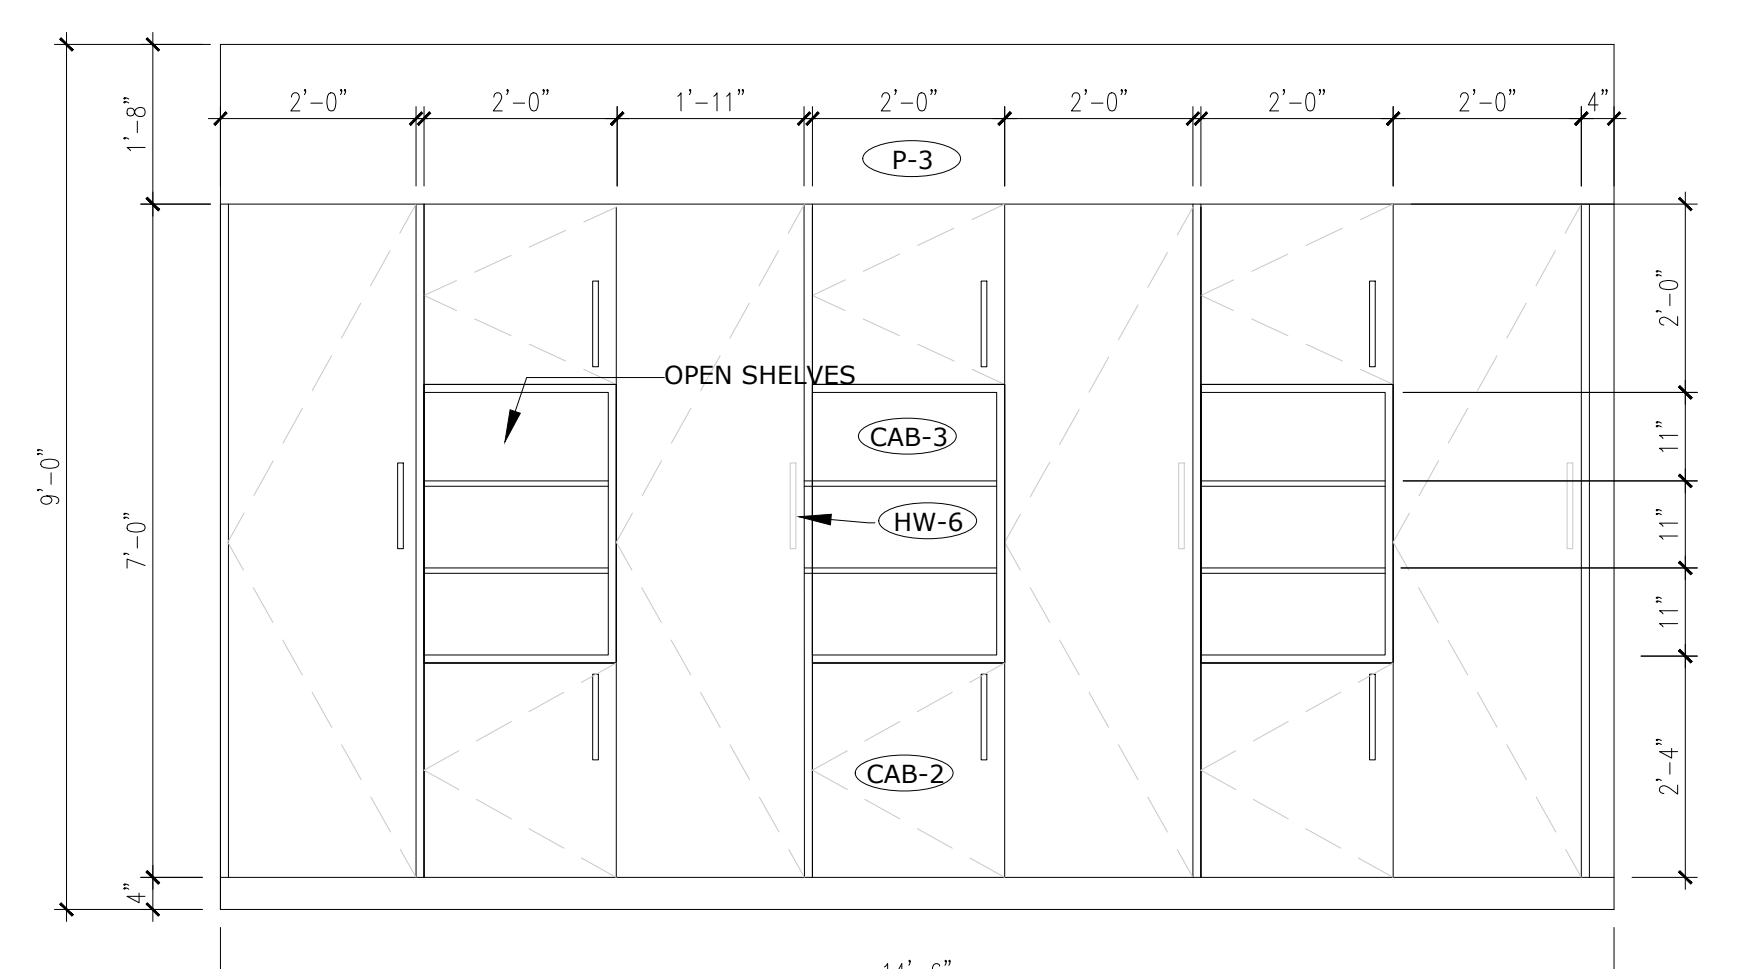 2'-0" 2'-0" 1'-11" 2'-0" 2'-0" 2'-0" 2'-0" 4"
1'-8"
P-3
2'-0"
OPEN SHELVES
CAB-3
11"
9'-0"
HW-6
11"
7'-0"
11"
CAB-2
2'-4"
4"